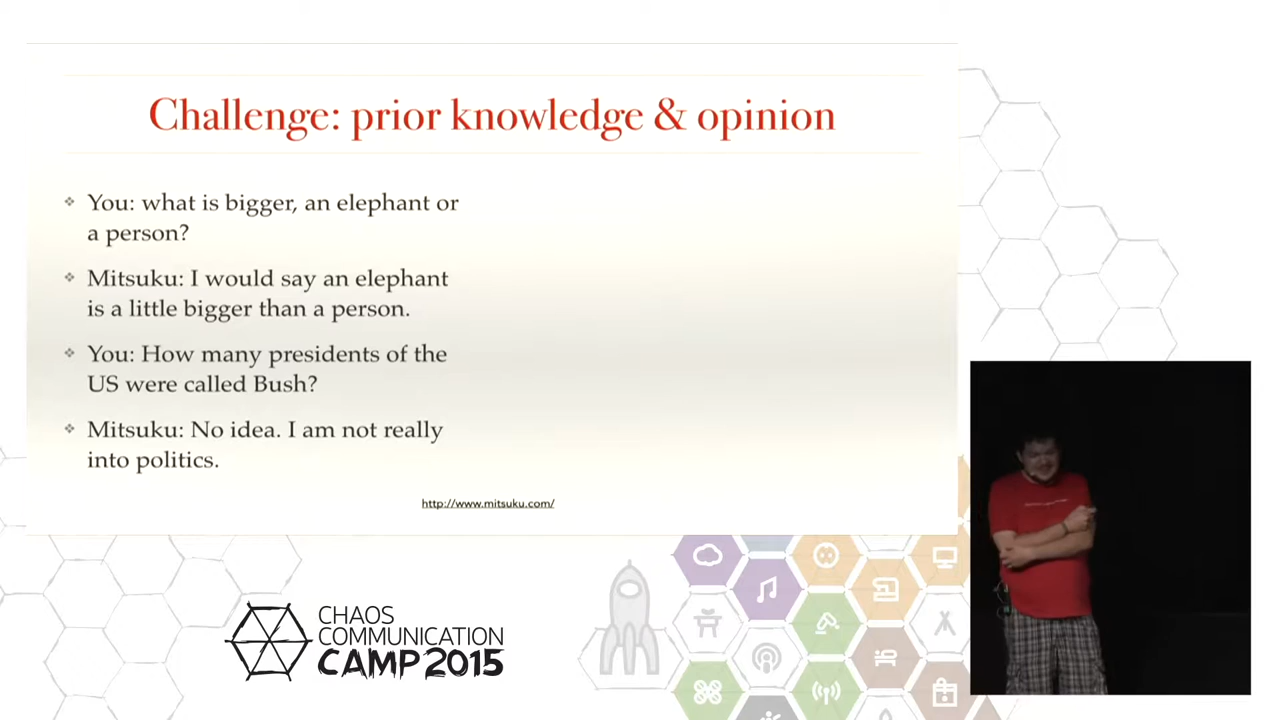 Challenge: prior knowledge & opinion
You: what is bigger, an elephant or
a person?
Mitsuku: I would say an elephant
is a little bigger than a person.
You: How many presidents of the
US were called Bush?
Mitsuku: No idea. I am not really
into politics.
http://www.mitsuku.com/
CHAOS
COMMUNICATION
CAMP 2015